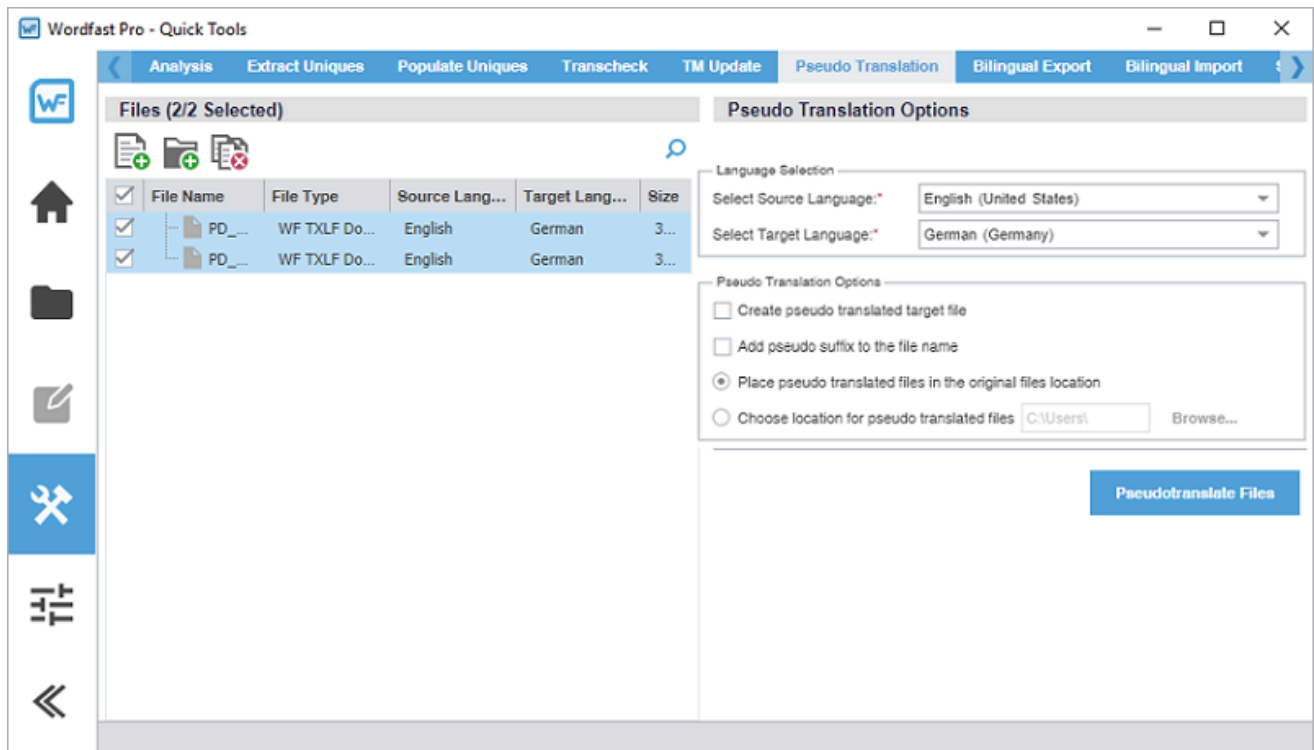 Wordfast Pro - Quick Tools
Analysis Extract Uniques Populate Uniques Transcheck TM Update Pseudo Translation Bilingual Export Bilingual Import
WF
Files (2/2 Selected)
Pseudo Translation Options
Language Selection
File Name File Type Source Lang... Target Lang... Size
Select Source Language:* English (United States)
PD_... WF TXLF Do... English German 3...
Select Target Language:* German (Germany)
PD_... WF TXLF Do... English German 3...
Pseudo Translation Options
Create pseudo translated target file
Add pseudo suffix to the file name
Place pseudo translated files in the original files location
Choose location for pseudo translated files C:\Users\ Browse...
Pseudotranslate Files